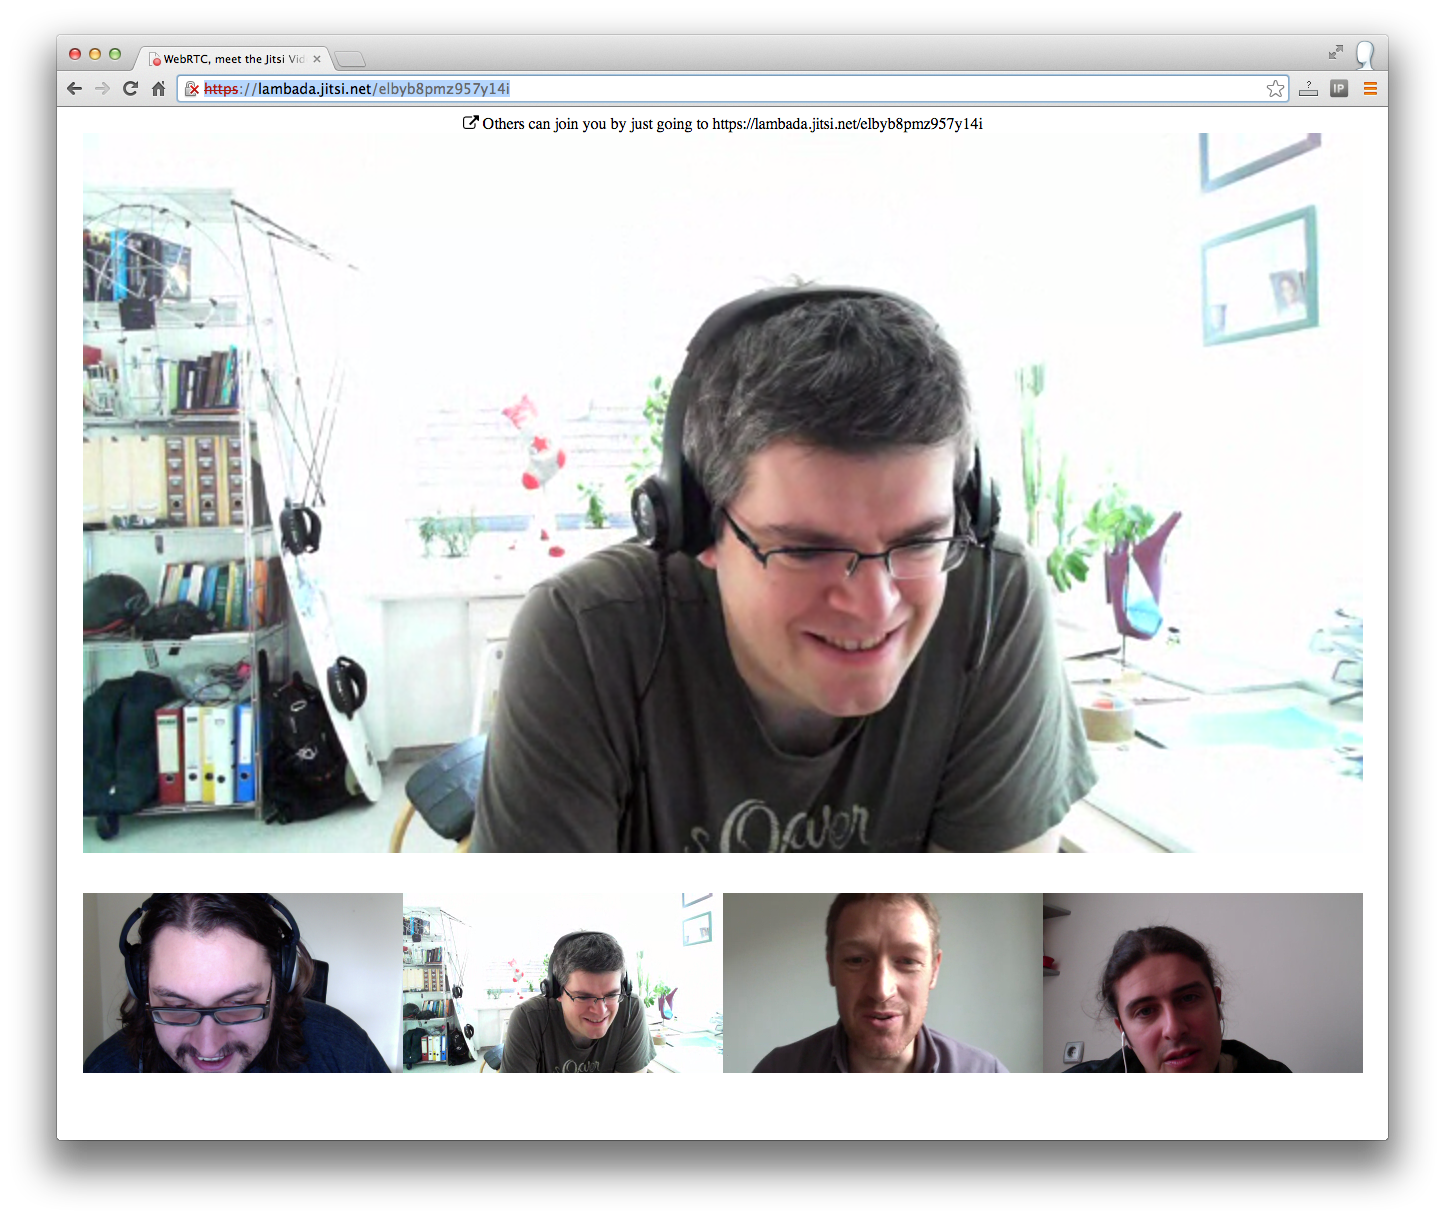 WebRTC, meet the Jitsi Vid
https://lambada.jitsi.net/elbyb8pmz957y14i
?
IP
Others can join you by just going to https://lambada.jitsi.net/elbyb8pmz957y14i